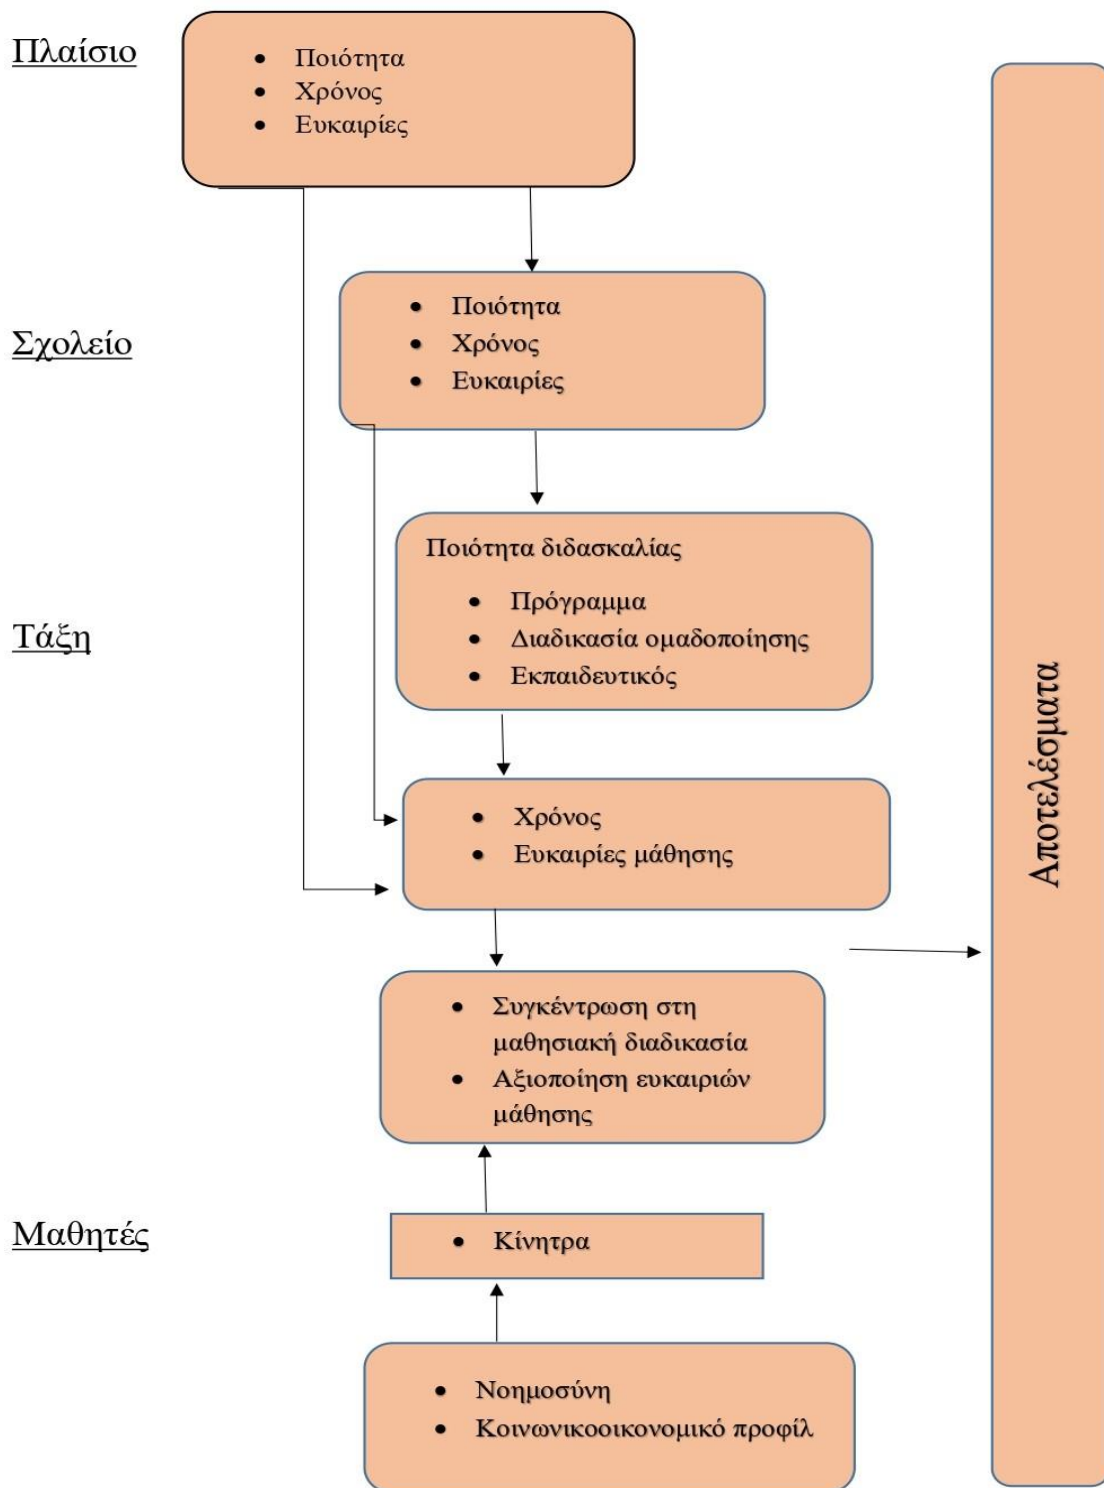 Πλαίσιο
• Ποιότητα
• Χρόνος
• Ευκαιρίες
Σχολείο
• Ποιότητα
• Χρόνος
• Ευκαιρίες
Τάξη
Ποιότητα διδασκαλίας
• Πρόγραμμα
• Διαδικασία ομαδοποίησης
• Εκπαιδευτικός
• Χρόνος
• Ευκαιρίες μάθησης
• Συγκέντρωση στη
μαθησιακή διαδικασία
• Αξιοποίηση ευκαιριών
μάθησης
Μαθητές
• Κίνητρα
• Νοημοσύνη
• Κοινωνικοοικονομικό προφίλ
Αποτελέσματα